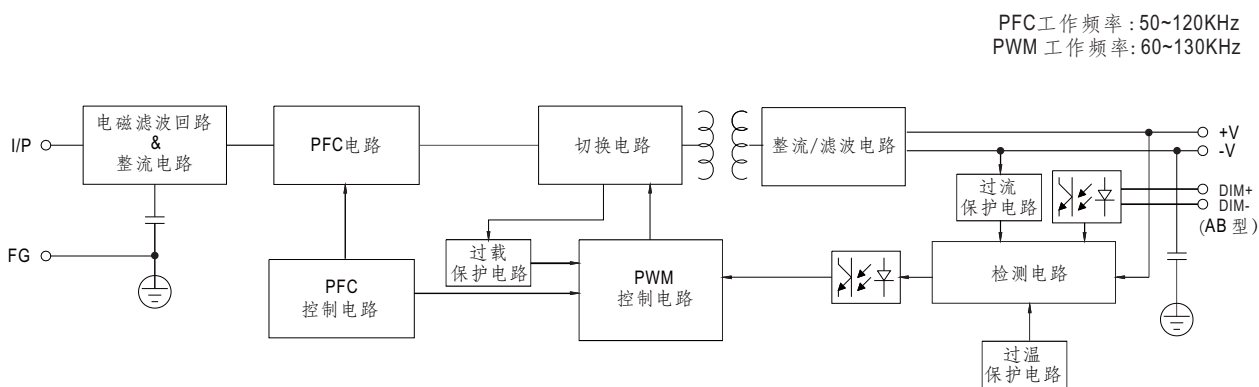 PFC工作频率:50~120KHz
PWM 工作频率:60~130KHz
I/P
电磁滤波回路
&
整流电路
PFC电路
切换电路
整流/滤波电路
+V
-V
过流
保护电路
DIM+
DIM-
(AB 型)
FG
过载
保护电路
PFC
控制电路
PWM
控制电路
检测电路
过温
保护电路